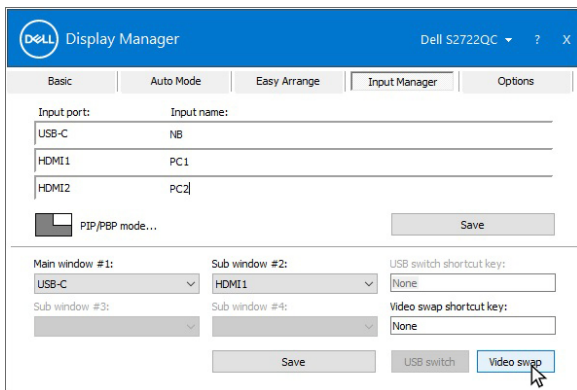 DELL Display Manager Dell S2722QC ? X
Basic Auto Mode Easy Arrange Input Manager Options
Input port: Input name:
USB-C NB
HDMI1 PC1
HDMI2 PC2
PIP/PBP mode... Save
Main window #1: Sub window #2: USB switch shortcut key:
USB-C HDMI1 None
Sub window #3: Sub window #4: Video swap shortcut key:
None
Save USB switch Video swap